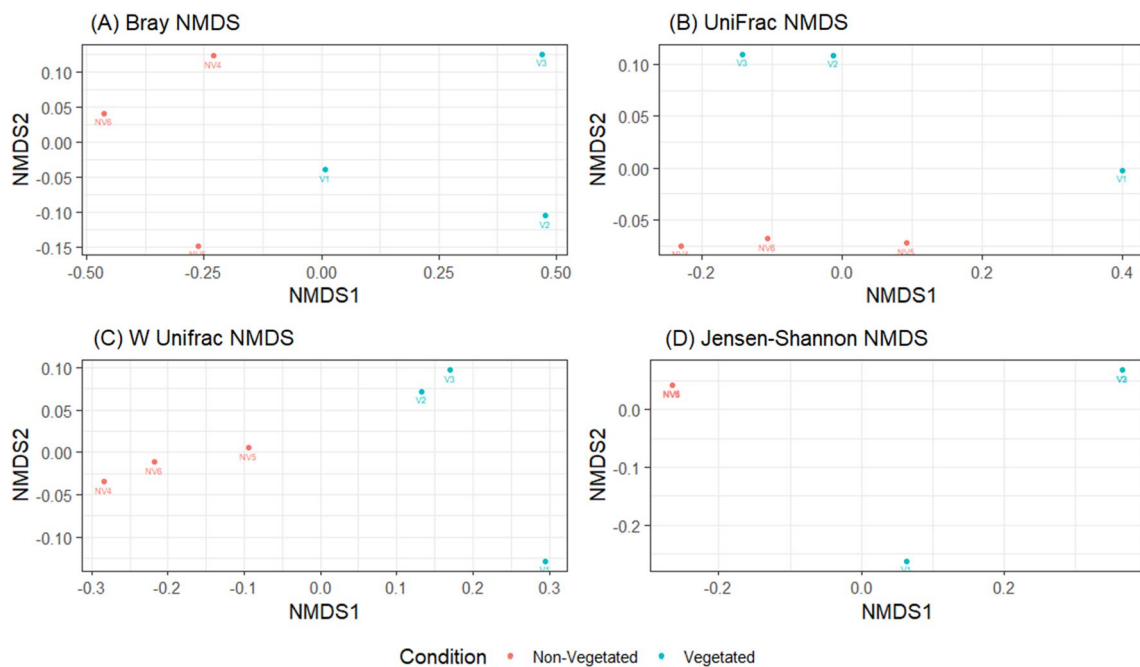 (A) Bray NMDS
NMDS2
0.10
0.05
0.00
-0.05
-0.10
-0.15
NV4
V3
NV6
V1
V2
NV5
-0.50
-0.25
0.00
0.25
0.50
NMDS1
(B) UniFrac NMDS
NMDS2
0.10
0.05
0.00
-0.05
V3
V2
V1
NV4
NV6
NV5
-0.2
0.0
0.2
0.4
NMDS1
(C) W Unifrac NMDS
NMDS2
0.10
0.05
0.00
-0.05
-0.10
V3
V2
NV5
NV6
NV4
V1
-0.3
-0.2
-0.1
0.0
0.1
0.2
0.3
NMDS1
(D) Jensen-Shannon NMDS
NMDS2
0.0
-0.1
-0.2
V1
-0.2
0.0
0.2
NMDS1
Condition
Non-Vegetated
Vegetated